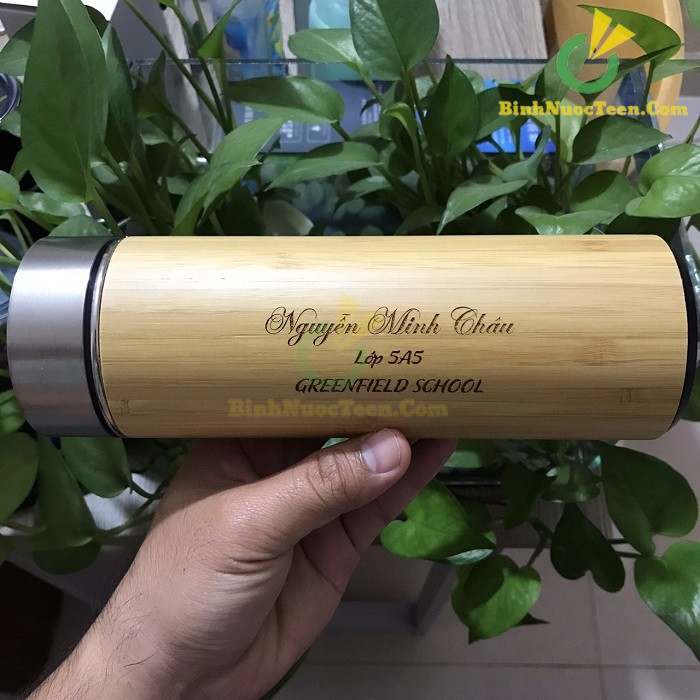 BinhNuocTeen.Com
Nguyễn Minh Châu
Lớp 5A5
GREENFIELD SCHOOL
BinhNuocTeen.Com